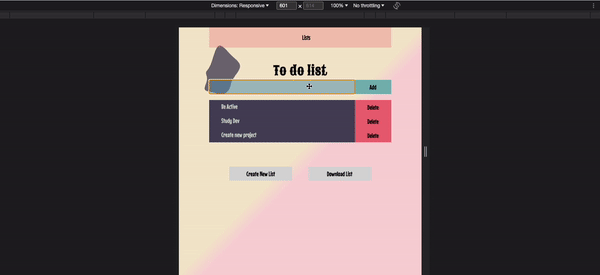 Dimensions: Responsive ▾ 601 × 100% ▾ No throttling ▾
Lists
To do list
Add
Be Active Delete
Study Dev Delete
Create new project Delete
Create New List Download List